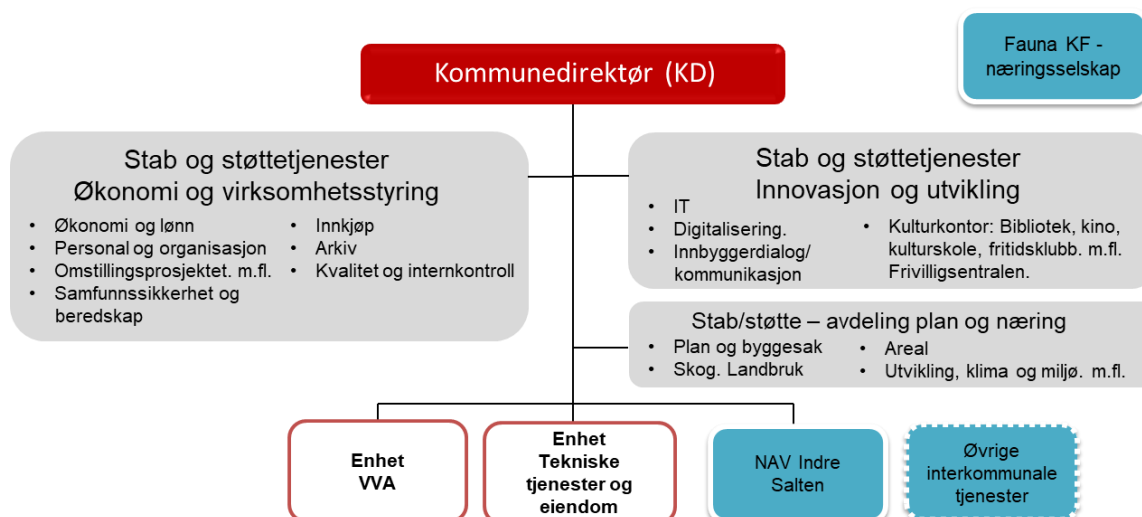 Kommunedirektør (KD)
Fauna KF -
næringsselskap
Stab og støttetjenester
Økonomi og virksomhetsstyring
• Økonomi og lønn
• Personal og organisasjon
• Omstillingsprosjektet. m.fl.
• Samfunnssikkerhet og
beredskap
• Innkjøp
• Arkiv
• Kvalitet og internkontroll
Stab og støttetjenester
Innovasjon og utvikling
• IT
• Digitalisering.
• Innbyggerdialog/
kommunikasjon
• Kulturkontor: Bibliotek, kino,
kulturskole, fritidsklubb. m.fl.
Frivilligsentralen.
Stab/støtte – avdeling plan og næring
• Plan og byggesak
• Skog. Landbruk
• Areal
• Utvikling, klima og miljø. m.fl.
Enhet
VVA
Enhet
Tekniske
tjenester og
eiendom
NAV Indre
Salten
Øvrige
interkommunale
tjenester